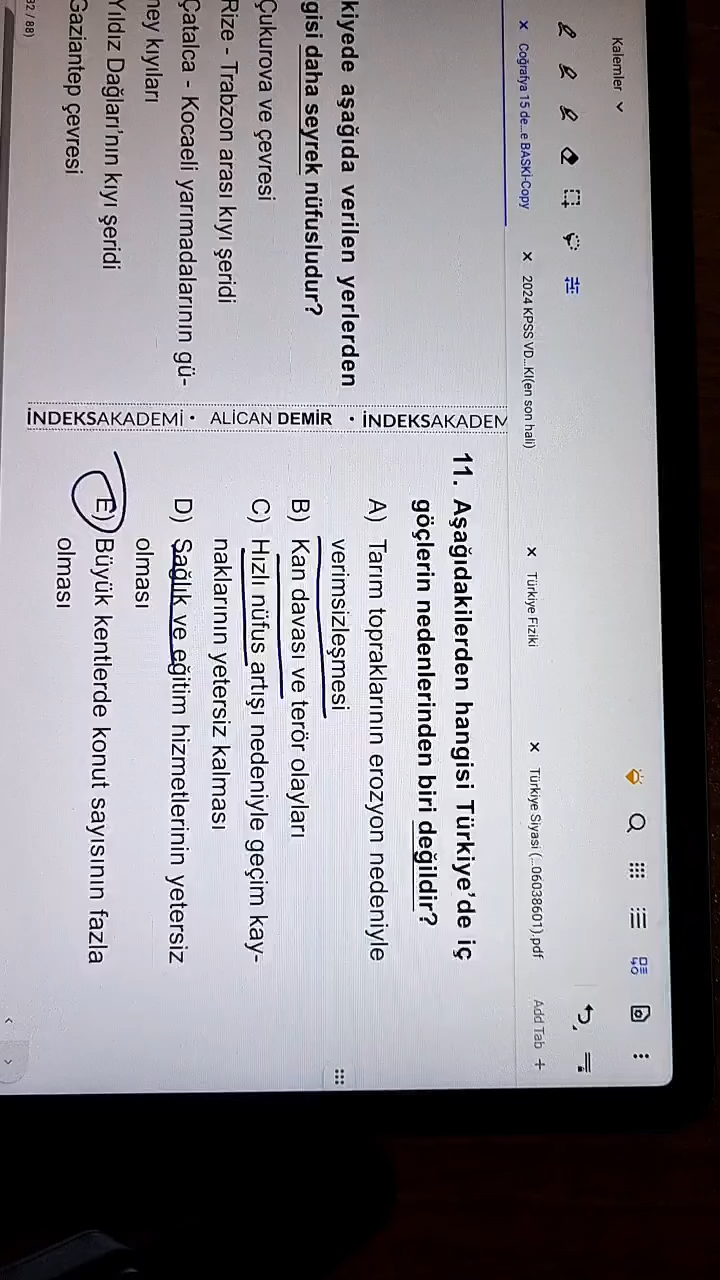 Kalemler
× Coğrafya 15 de...e BASKİ-Copy
× 2024 KPSS VD...Kİ(en son hali)
× Türkiye Fiziki
× Türkiye Siyasi (...06038601).pdf
Add Tab +
kiyede aşağıda verilen yerlerden
gisi daha seyrek nüfusludur?
Çukurova ve çevresi
Rize - Trabzon arası kıyı şeridi
Çatalca - Kocaeli yarımadalarının gü-
ney kıyıları
Yıldız Dağları'nın kıyı şeridi
Gaziantep çevresi
32 / 88)
İNDEKSAKADEMİ • ALİCAN DEMİR • İNDEKSAKADEM
11. Aşağıdakilerden hangisi Türkiye'de iç
göçlerin nedenlerinden biri değildir?
A) Tarım topraklarının erozyon nedeniyle
verimsizleşmesi
B) Kan davası ve terör olayları
C) Hızlı nüfus artışı nedeniyle geçim kay-
naklarının yetersiz kalması
D) Sağlık ve eğitim hizmetlerinin yetersiz
olması
E) Büyük kentlerde konut sayısının fazla
olması